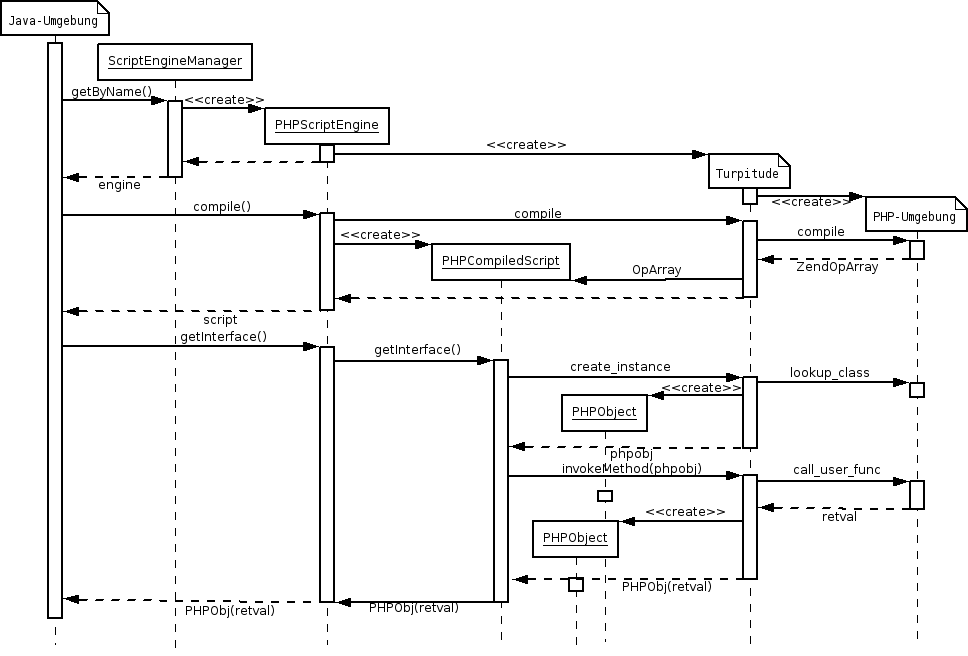 Java-Umgebung
ScriptEngineManager
getByName()
<<create>>
PHPScriptEngine
<<create>>
Turpitude
engine
<<create>>
PHP-Umgebung
compile()
compile
compile
<<create>>
PHPCompiledScript
OpArray
ZendOpArray
script
getInterface()
getInterface()
create_instance
lookup_class
<<create>>
PHPObject
phpobj
invokeMethod(phpobj)
call_user_func
<<create>>
retval
PHPObject
PHPObj(retval)
PHPObj(retval)
PHPObj(retval)